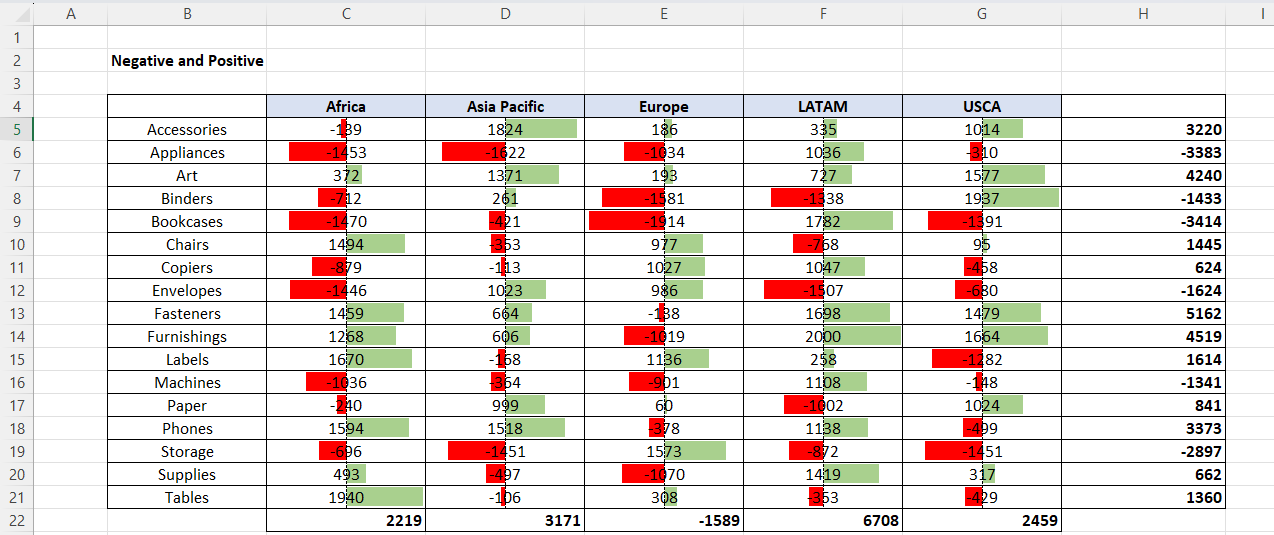 A B C D E F G H I
1
2 Negative and Positive
3
4 Africa Asia Pacific Europe LATAM USCA
5 Accessories -139 1824 186 335 1014 3220
6 Appliances -1453 -1622 -1034 1036 -310 -3383
7 Art 372 1371 193 727 1577 4240
8 Binders -712 261 -1581 -1338 1937 -1433
9 Bookcases -1470 -421 -1914 1782 -1391 -3414
10 Chairs 1494 -353 977 -768 95 1445
11 Copiers -879 -113 1027 1047 -458 624
12 Envelopes -1446 1023 986 -1507 -680 -1624
13 Fasteners 1459 664 -138 1698 1479 5162
14 Furnishings 1268 606 -1019 2000 1664 4519
15 Labels 1670 -168 1136 258 -1282 1614
16 Machines -1036 -364 -901 1108 -148 -1341
17 Paper -240 999 60 -1002 1024 841
18 Phones 1594 1518 -378 1138 -499 3373
19 Storage -696 -1451 1573 -872 -1451 -2897
20 Supplies 493 -497 -1070 1419 317 662
21 Tables 1940 -106 308 -353 -429 1360
22 2219 3171 -1589 6708 2459